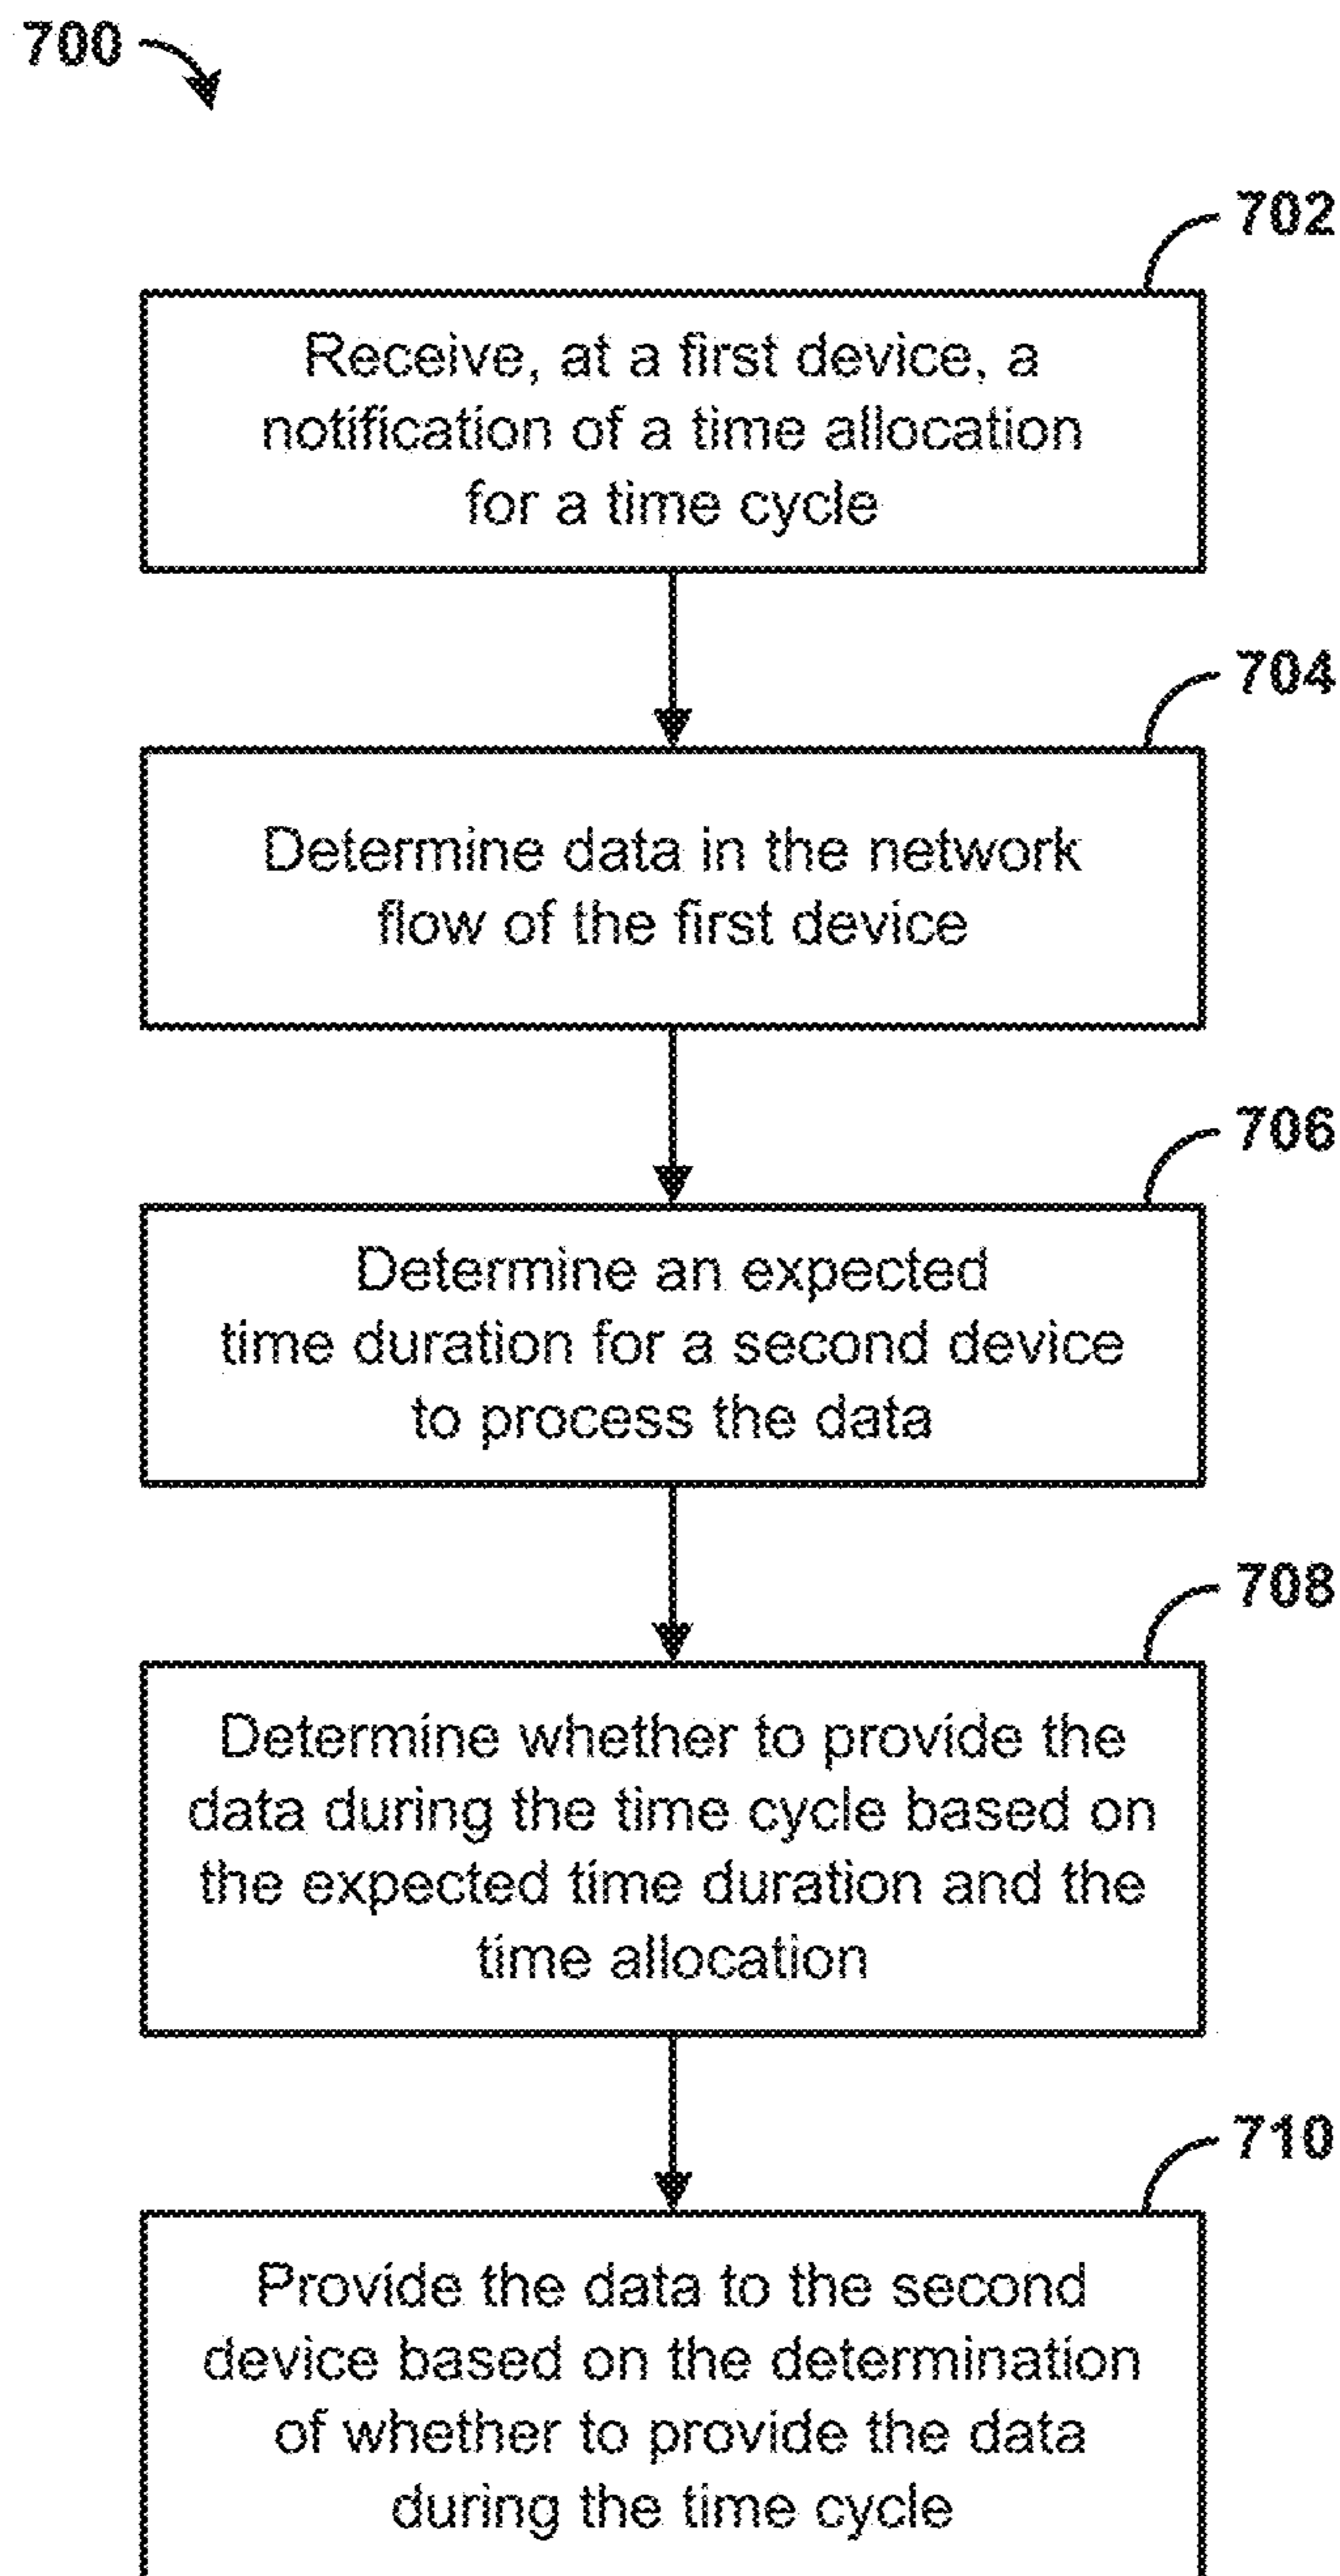 700
702
Receive, at a first device, a
notification of a time allocation
for a time cycle
704
Determine data in the network
flow of the first device
706
Determine an expected
time duration for a second device
to process the data
708
Determine whether to provide the
data during the time cycle based on
the expected time duration and the
time allocation
710
Provide the data to the second
device based on the determination
of whether to provide the data
during the time cycle